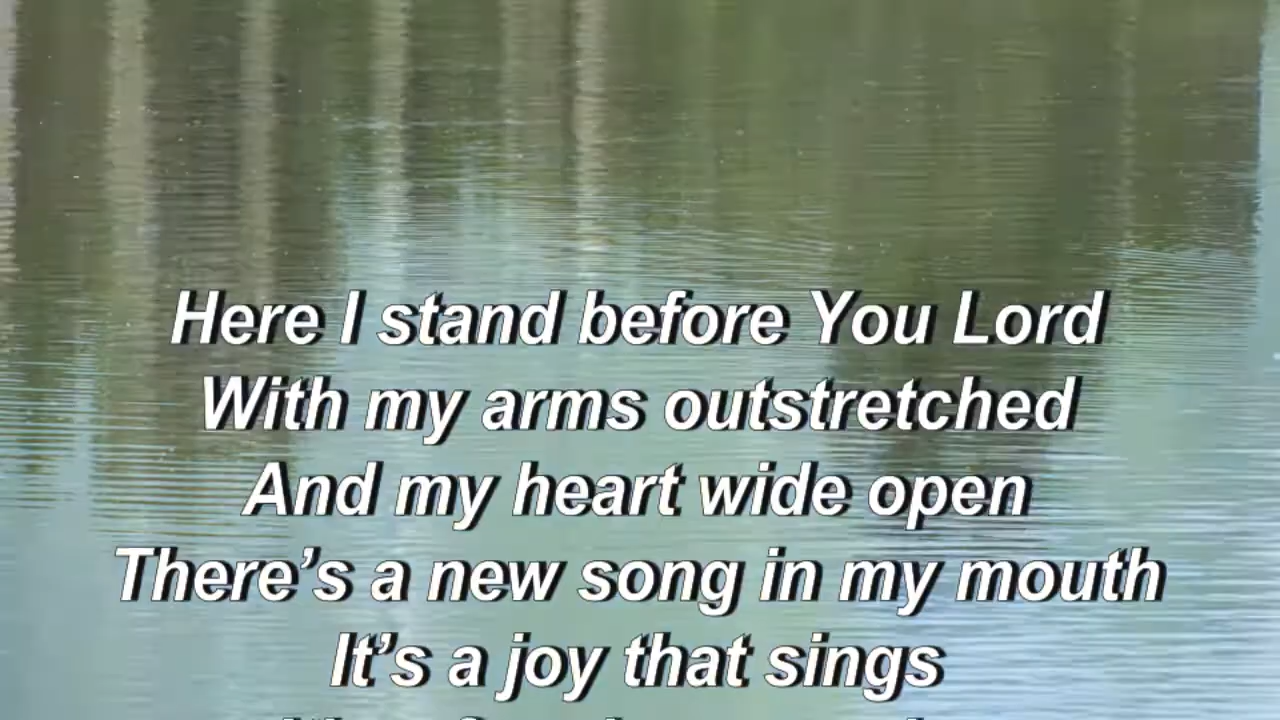 Here I stand before You Lord
With my arms outstretched
And my heart wide open
There’s a new song in my mouth
It’s a joy that sings